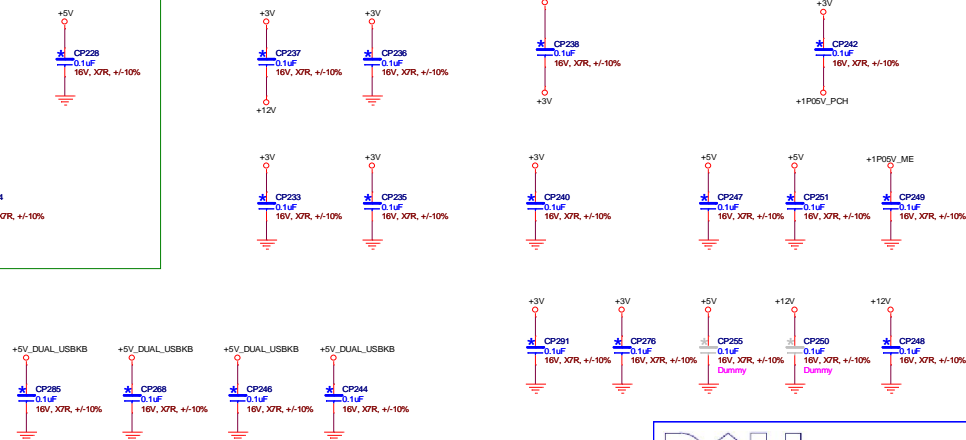 +5V
CP228
0.1uF
16V, X7R, +/-10%
+3V
CP237
0.1uF
16V, X7R, +/-10%
+12V
+3V
CP236
0.1uF
16V, X7R, +/-10%
CP238
0.1uF
16V, X7R, +/-10%
+3V
+3V
CP242
0.1uF
16V, X7R, +/-10%
+1P05V_PCH
4
X7R, +/-10%
+3V
CP233
0.1uF
16V, X7R, +/-10%
+3V
CP235
0.1uF
16V, X7R, +/-10%
+3V
CP240
0.1uF
16V, X7R, +/-10%
+5V
CP247
0.1uF
16V, X7R, +/-10%
+5V
CP251
0.1uF
16V, X7R, +/-10%
+1P05V_ME
CP249
0.1uF
16V, X7R, +/-10%
+3V
CP291
0.1uF
16V, X7R, +/-10%
+3V
CP276
0.1uF
16V, X7R, +/-10%
+5V
CP255
0.1uF
16V, X7R, +/-10%
Dummy
+12V
CP250
0.1uF
16V, X7R, +/-10%
Dummy
+12V
CP248
0.1uF
16V, X7R, +/-10%
+5V_DUAL_USBKB
CP285
0.1uF
16V, X7R, +/-10%
+5V_DUAL_USBKB
CP268
0.1uF
16V, X7R, +/-10%
+5V_DUAL_USBKB
CP246
0.1uF
16V, X7R, +/-10%
+5V_DUAL_USBKB
CP244
0.1uF
16V, X7R, +/-10%